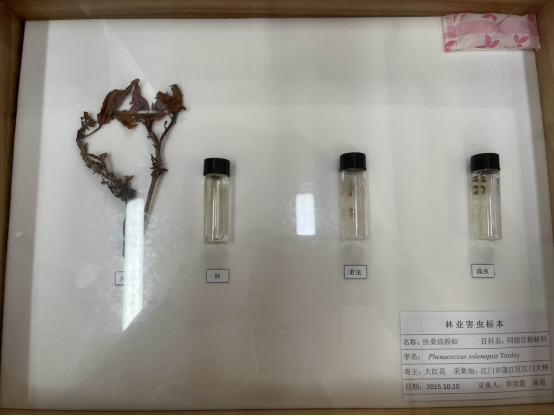 卵
若虫
成虫
林业害虫标本
名称：扶桑绵粉蚧 目科名：同翅目粉蚧科
学名： Phenacoccus solenopsis Tinsley
寄主：大红花 采集地：江门市蓬江区江门大桥
日期：2015.10.10 采集人：李